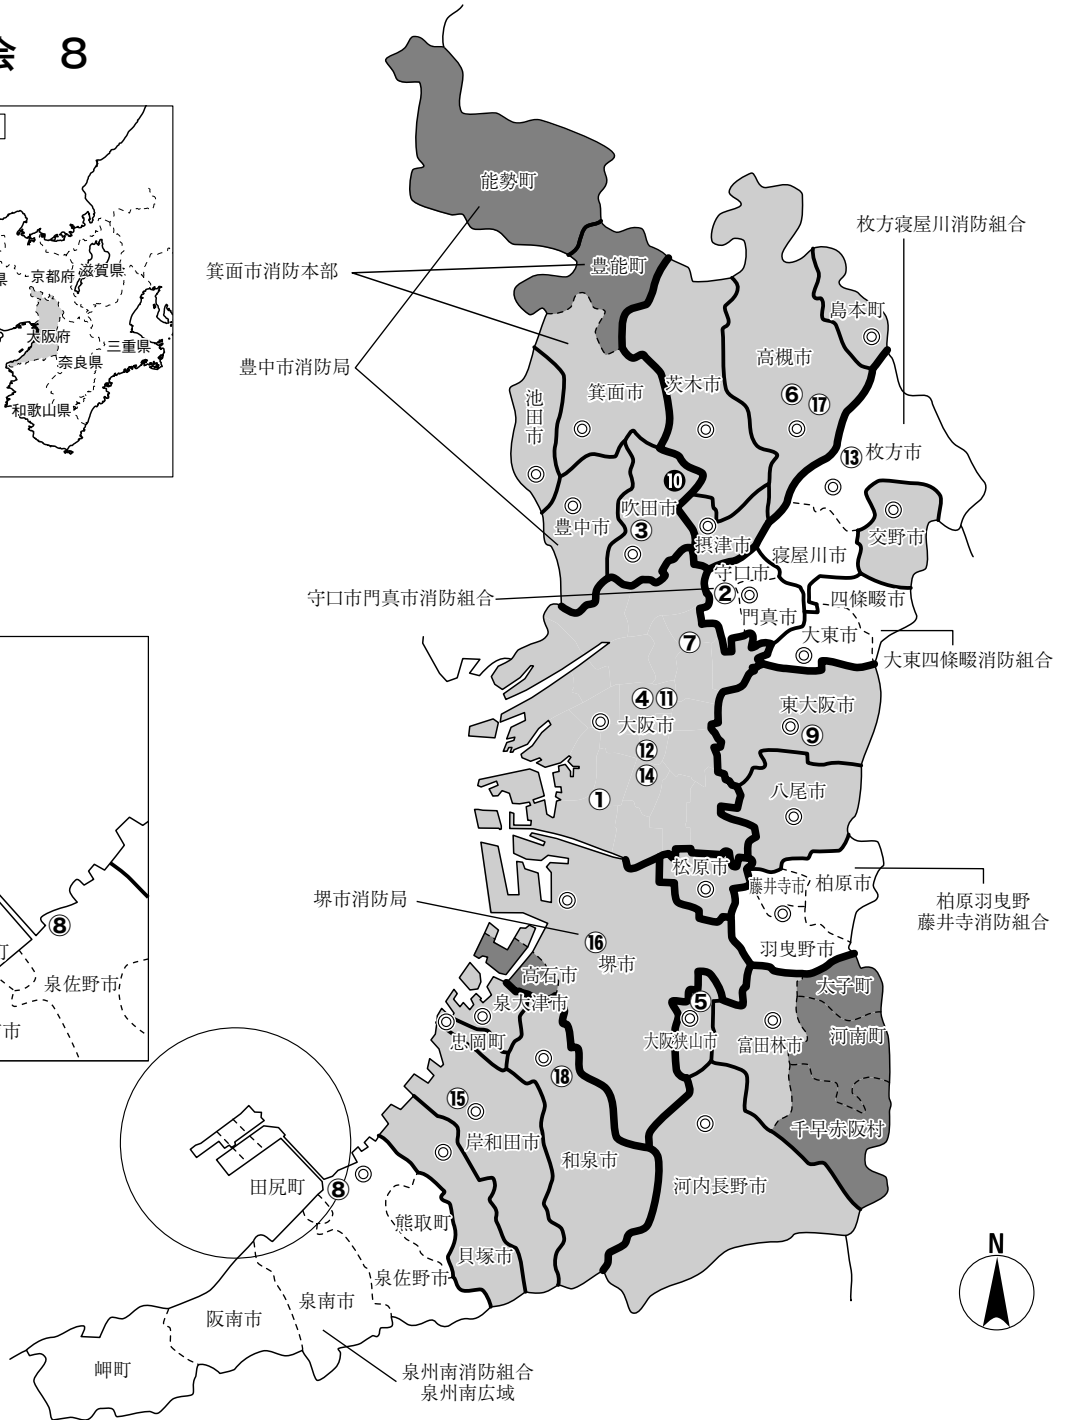 会 8
京都府
滋賀県
大阪府
三重県
奈良県
和歌山県
能勢町
枚方寝屋川消防組合
箕面市消防本部
豊能町
島本町
豊中市消防局
高槻市
茨木市
箕面市
池田市
⑥
⑰
⑬
枚方市
⑩
吹田市
豊中市
③
摂津市
交野市
寝屋川市
守口市
守口市門真市消防組合
②
門真市
四條畷市
大東市
⑦
大東四條畷消防組合
④
⑪
大阪市
東大阪市
⑨
⑫
⑭
①
八尾市
松原市
藤井寺市
柏原市
堺市消防局
柏原羽曳野
藤井寺消防組合
⑧
⑯
堺市
羽曳野市
高石市
太子町
町
泉佐野市
市
泉大津市
⑤
忠岡町
大阪狭山市
富田林市
河南町
⑱
⑮
岸和田市
千早赤阪村
和泉市
田尻町
⑧
河内長野市
熊取町
貝塚市
泉佐野市
泉南市
阪南市
N
岬町
泉州南消防組合
泉州南広域